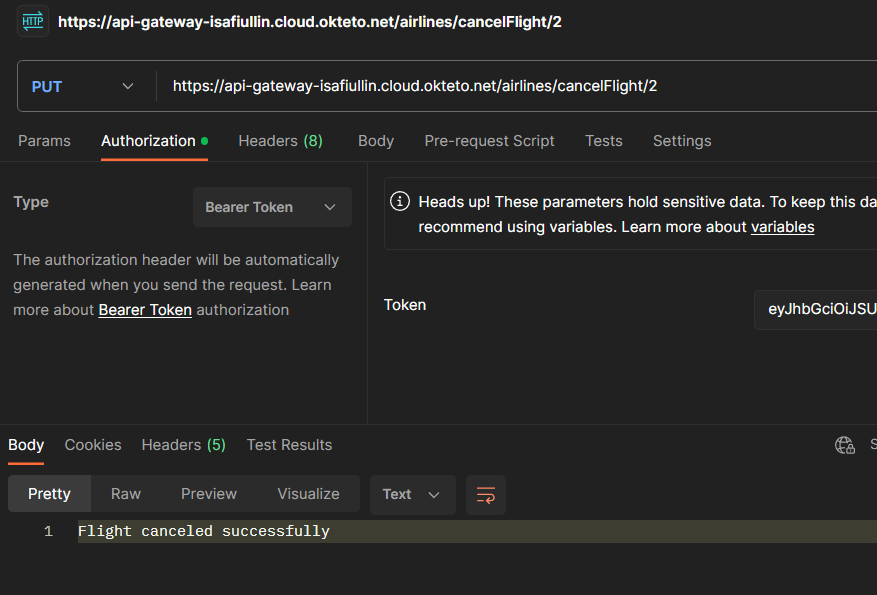 HTTP https://api-gateway-isafiullin.cloud.okteto.net/airlines/cancelFlight/2
PUT https://api-gateway-isafiullin.cloud.okteto.net/airlines/cancelFlight/2
Params Authorization Headers (8) Body Pre-request Script Tests Settings
Type Bearer Token
The authorization header will be automatically
generated when you send the request. Learn
more about Bearer Token authorization
Heads up! These parameters hold sensitive data. To keep this da
recommend using variables. Learn more about variables
Token eyJhbGciOiJSU
Body Cookies Headers (5) Test Results S
Pretty Raw Preview Visualize Text
1 Flight canceled successfully